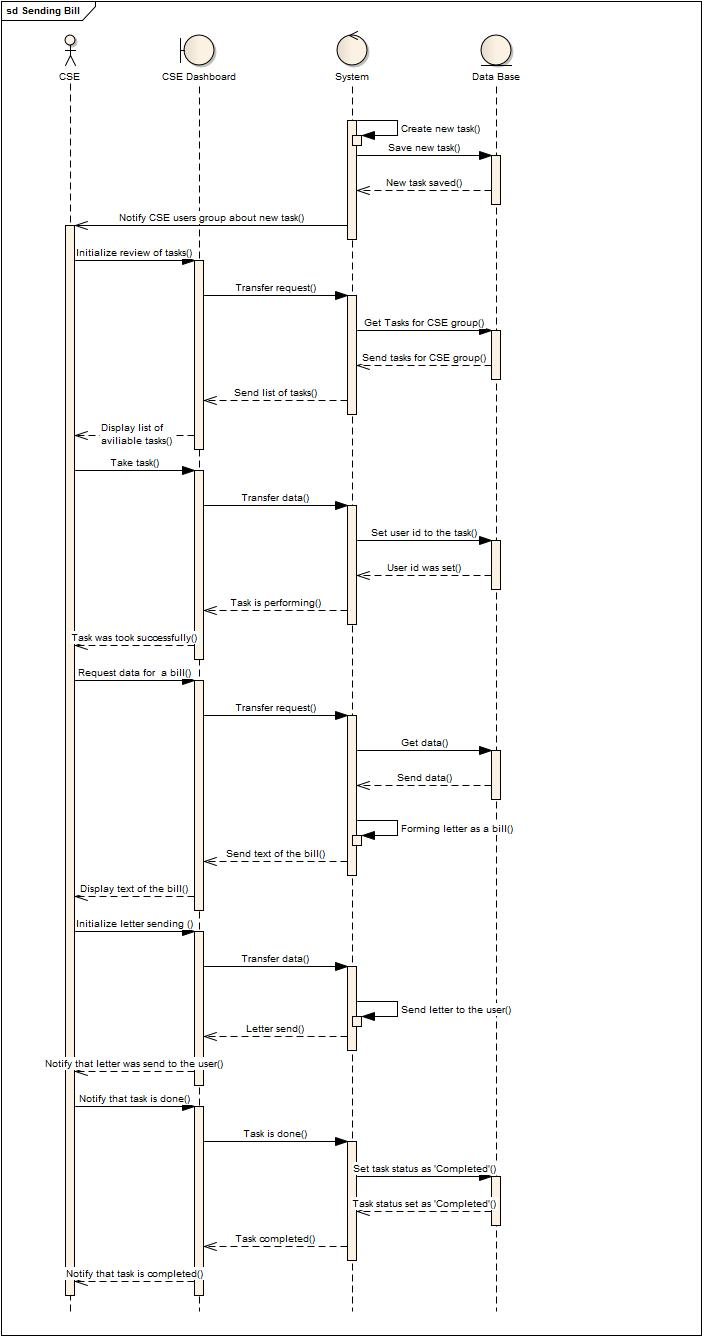 sd Sending Bill
CSE
CSE Dashboard
System
Data Base
Create new task()
Save new task()
New task saved()
Notify CSE users group about new task()
Initialize review of tasks()
Transfer request()
Get Tasks for CSE group()
Send tasks for CSE group()
Send list of tasks()
Display list of
aviliable tasks()
Take task()
Transfer data()
Set user id to the task()
User id was set()
Task is performing()
Task was took successfully()
Request data for  a bill()
Transfer request()
Get data()
Send data()
Forming letter as a bill()
Send text of the bill()
Display text of the bill()
Initialize letter sending ()
Transfer data()
Send letter to the user()
Letter send()
Notify that letter was send to the user()
Notify that task is done()
Task is done()
Set task status as 'Completed'()
Task status set as 'Completed'()
Task completed()
Notify that task is completed()